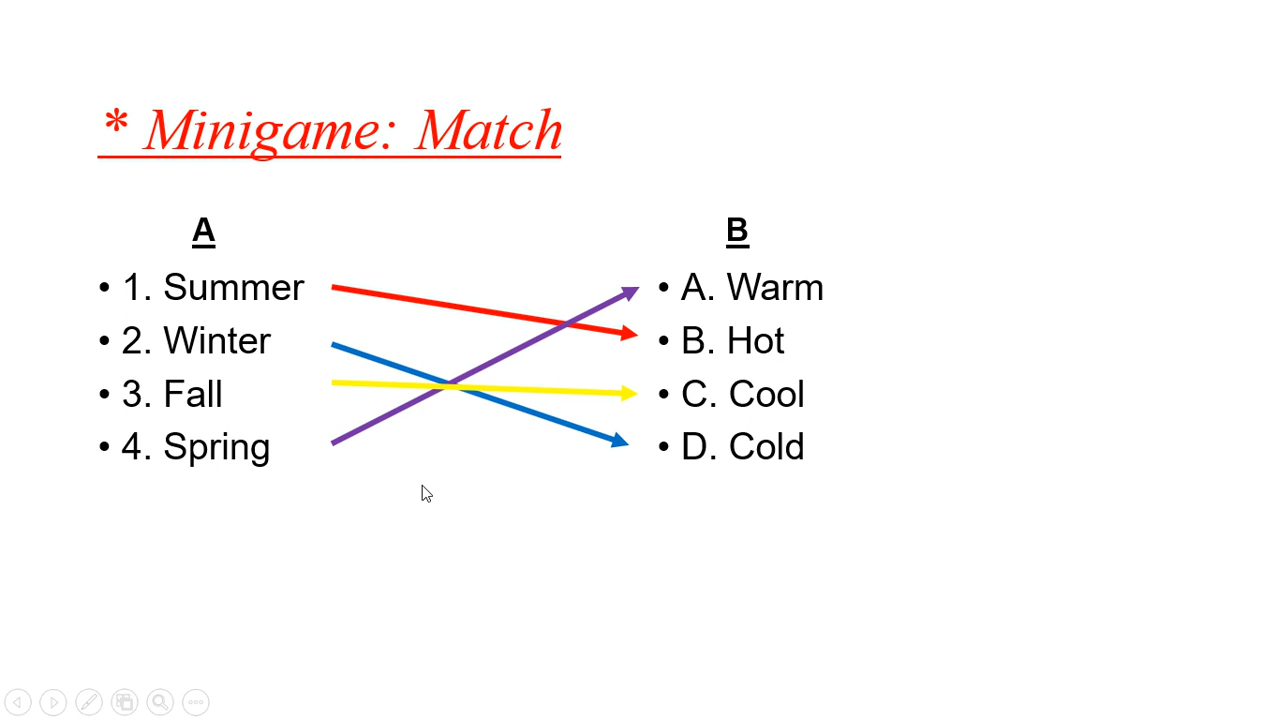 * Minigame: Match
A
• 1. Summer
• 2. Winter
• 3. Fall
• 4. Spring
B
• A. Warm
• B. Hot
• C. Cool
• D. Cold